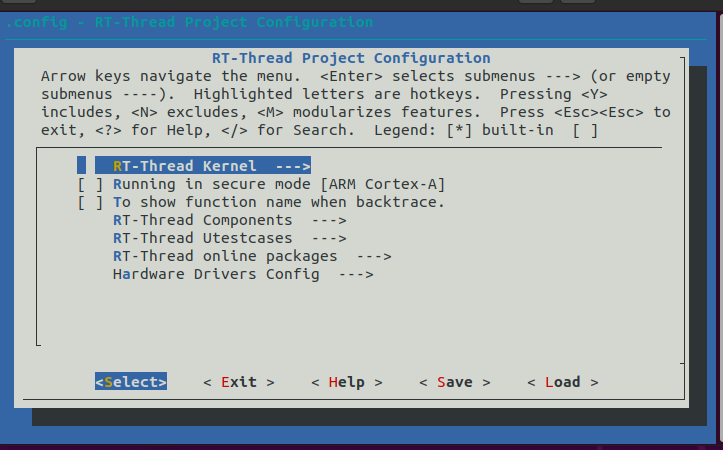 .config - RT-Thread Project Configuration
RT-Thread Project Configuration
Arrow keys navigate the menu.  <Enter> selects submenus ---> (or empty
submenus ----).  Highlighted letters are hotkeys.  Pressing <Y>
includes, <N> excludes, <M> modularizes features.  Press <Esc><Esc> to
exit, <?> for Help, </> for Search.  Legend: [*] built-in  [ ]
RT-Thread Kernel  --->
[ ] Running in secure mode [ARM Cortex-A]
[ ] To show function name when backtrace.
RT-Thread Components  --->
RT-Thread Utestcases  --->
RT-Thread online packages  --->
Hardware Drivers Config  --->
<Select>    < Exit >    < Help >    < Save >    < Load >